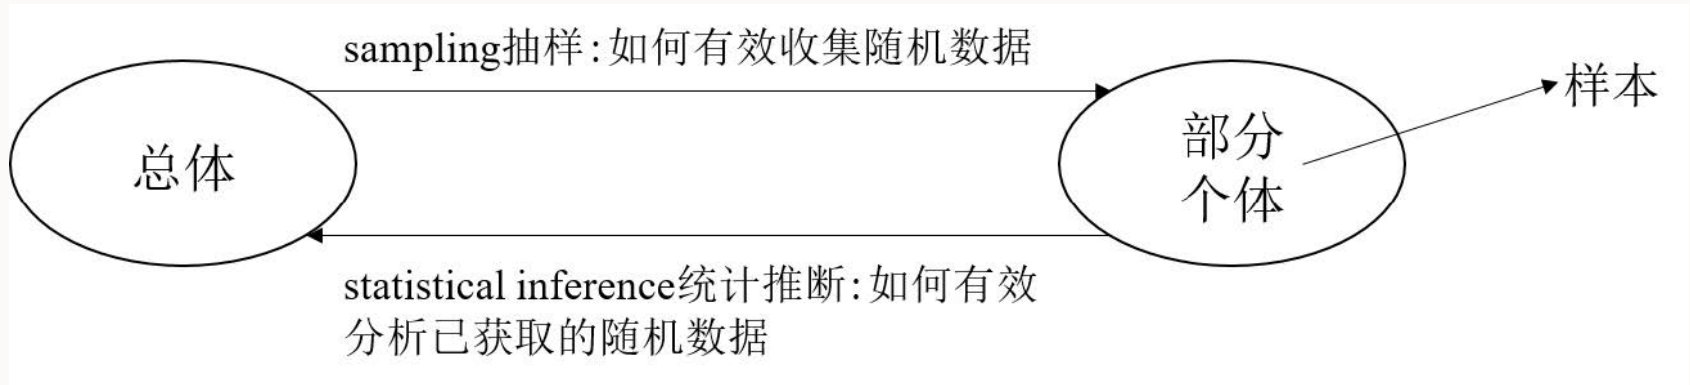 sampling抽样:如何有效收集随机数据
总体
部分
个体
样本
statistical inference统计推断:如何有效
分析已获取的随机数据